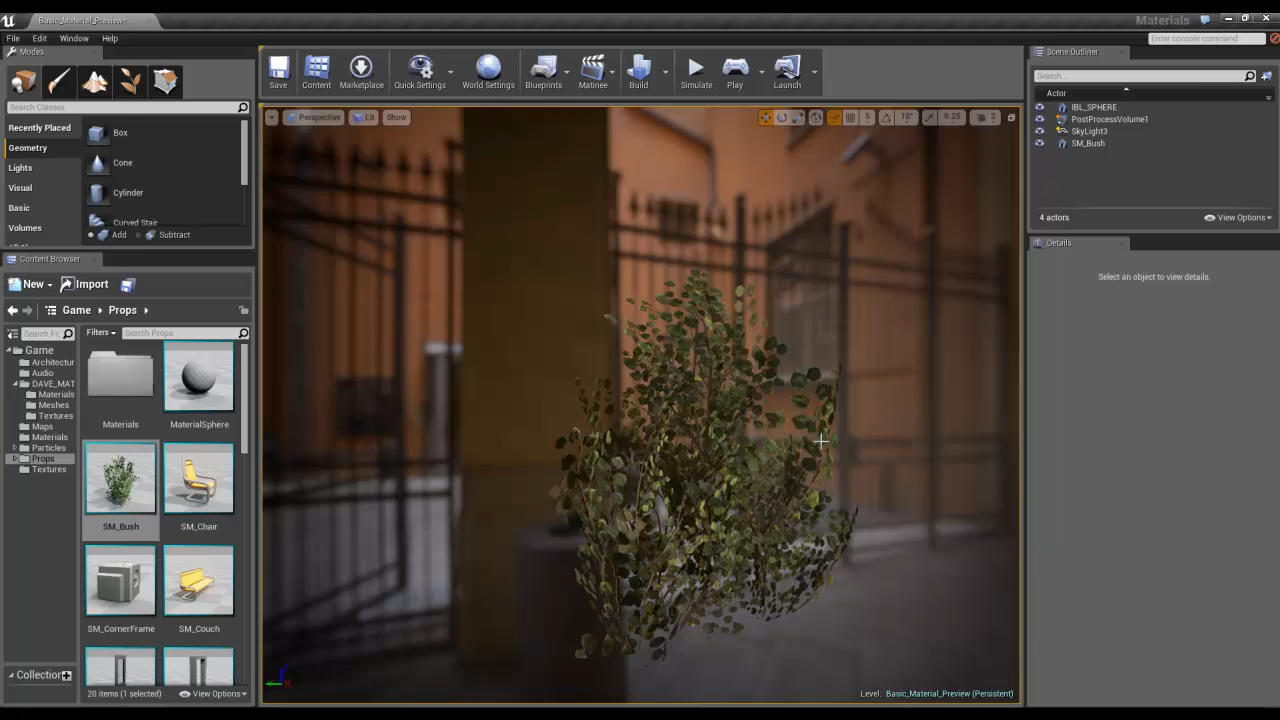 Basic_Material_Preview*
Materials
File Edit Window Help
Enter console command
Modes
Search Classes
Recently Placed
Geometry
Lights
Visual
Basic
Volumes
Box
Cone
Cylinder
Curved Stair
Add Subtract
Save Content Marketplace Quick Settings World Settings Blueprints Matinee Build Simulate Play Launch
Perspective Lit Show
5 10° 0.25 2
Content Browser
New Import
Game Props
Filters Search Props
Game
Architectur
Audio
DAVE_MAT
Materials
Meshes
Textures
Maps
Materials
Particles
Props
Textures
Collection
Materials MaterialSphere
SM_Bush SM_Chair
SM_CornerFrame SM_Couch
20 items (1 selected) View Options
Level: Basic_Material_Preview (Persistent)
Scene Outliner
Search...
Actor
IBL_SPHERE
PostProcessVolume1
SkyLight3
SM_Bush
4 actors View Options
Details
Select an object to view details.